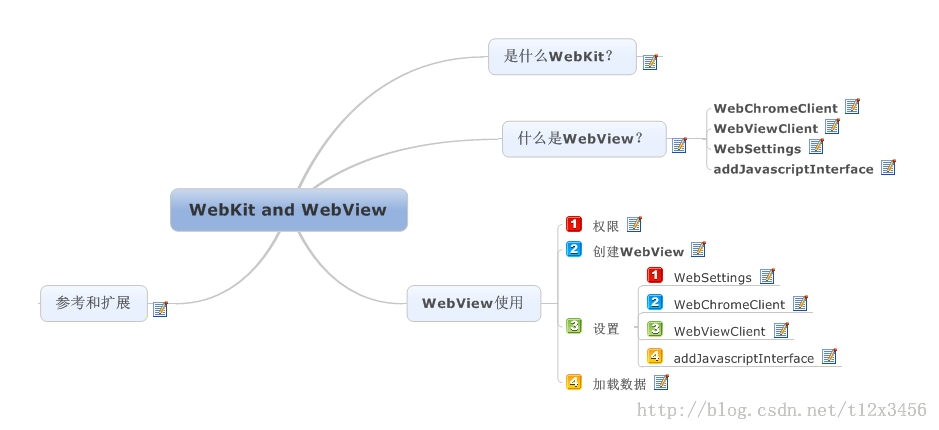 是什么WebKit？
什么是WebView？
WebChromeClient
WebViewClient
WebSettings
addJavascriptInterface
WebKit and WebView
参考和扩展
WebView使用
1 权限
2 创建WebView
3 设置
1 WebSettings
2 WebChromeClient
3 WebViewClient
4 addJavascriptInterface
4 加载数据
http://blog.csdn.net/t12x3456